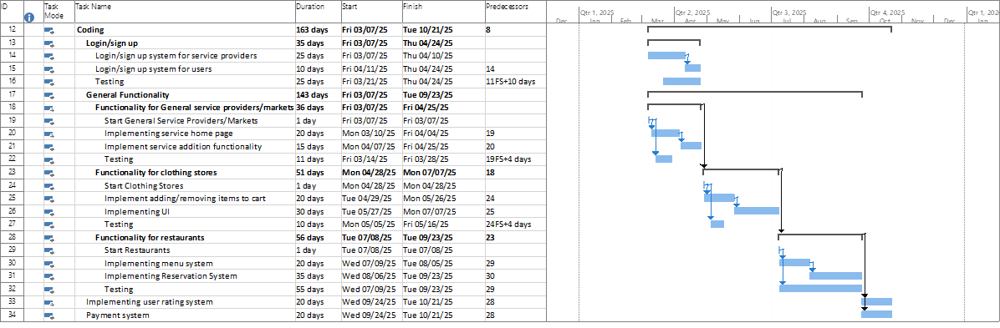 ID Task Mode Task Name Duration Start Finish Predecessors
Qtr 1, 2025 Qtr 2, 2025 Qtr 3, 2025 Qtr 4, 2025 Qtr 1, 202
Dec Jan Feb Mar Apr May Jun Jul Aug Sep Oct Nov Dec Jan
12 Coding 163 days Fri 03/07/25 Tue 10/21/25 8
13 Login/sign up 35 days Fri 03/07/25 Thu 04/24/25
14 Login/sign up system for service providers 25 days Fri 03/07/25 Thu 04/10/25
15 Login/sign up system for users 10 days Fri 04/11/25 Thu 04/24/25 14
16 Testing 25 days Fri 03/21/25 Thu 04/24/25 11FS+10 days
17 General Functionality 143 days Fri 03/07/25 Tue 09/23/25
18 Functionality for General service providers/markets 36 days Fri 03/07/25 Fri 04/25/25
19 Start General Service Providers/Markets 1 day Fri 03/07/25 Fri 03/07/25
20 Implementing service home page 20 days Mon 03/10/25 Fri 04/04/25 19
21 Implement service addition functionality 15 days Mon 04/07/25 Fri 04/25/25 20
22 Testing 11 days Fri 03/14/25 Fri 03/28/25 19FS+4 days
23 Functionality for clothing stores 51 days Mon 04/28/25 Mon 07/07/25 18
24 Start Clothing Stores 1 day Mon 04/28/25 Mon 04/28/25
25 Implement adding/removing items to cart 20 days Tue 04/29/25 Mon 05/26/25 24
26 Implementing UI 30 days Tue 05/27/25 Mon 07/07/25 25
27 Testing 10 days Mon 05/05/25 Fri 05/16/25 24FS+4 days
28 Functionality for restaurants 56 days Tue 07/08/25 Tue 09/23/25 23
29 Start Restaurants 1 day Tue 07/08/25 Tue 07/08/25
30 Implementing menu system 20 days Wed 07/09/25 Tue 08/05/25 29
31 Implementing Reservation System 35 days Wed 08/06/25 Tue 09/23/25 30
32 Testing 55 days Wed 07/09/25 Tue 09/23/25 29
33 Implementing user rating system 20 days Wed 09/24/25 Tue 10/21/25 28
34 Payment system 20 days Wed 09/24/25 Tue 10/21/25 28